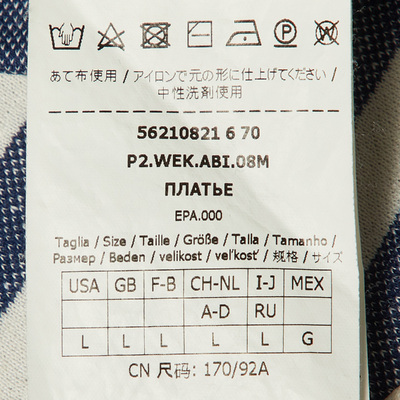 あて布使用 / アイロンで元の形に仕上げてください /
中性洗剤使用
56210821 6 70
P2.WEK.ABI.08M
ПЛАТЬЕ
EPA.000
Taglia / Size / Taille / Größe / Talla / Tamanho /
Размер / Beden / velikost / veľkosť / 规格 / サイズ
USA GB F-B CH-NL I-J MEX
A-D RU
L L L L L G
CN 尺码: 170/92A